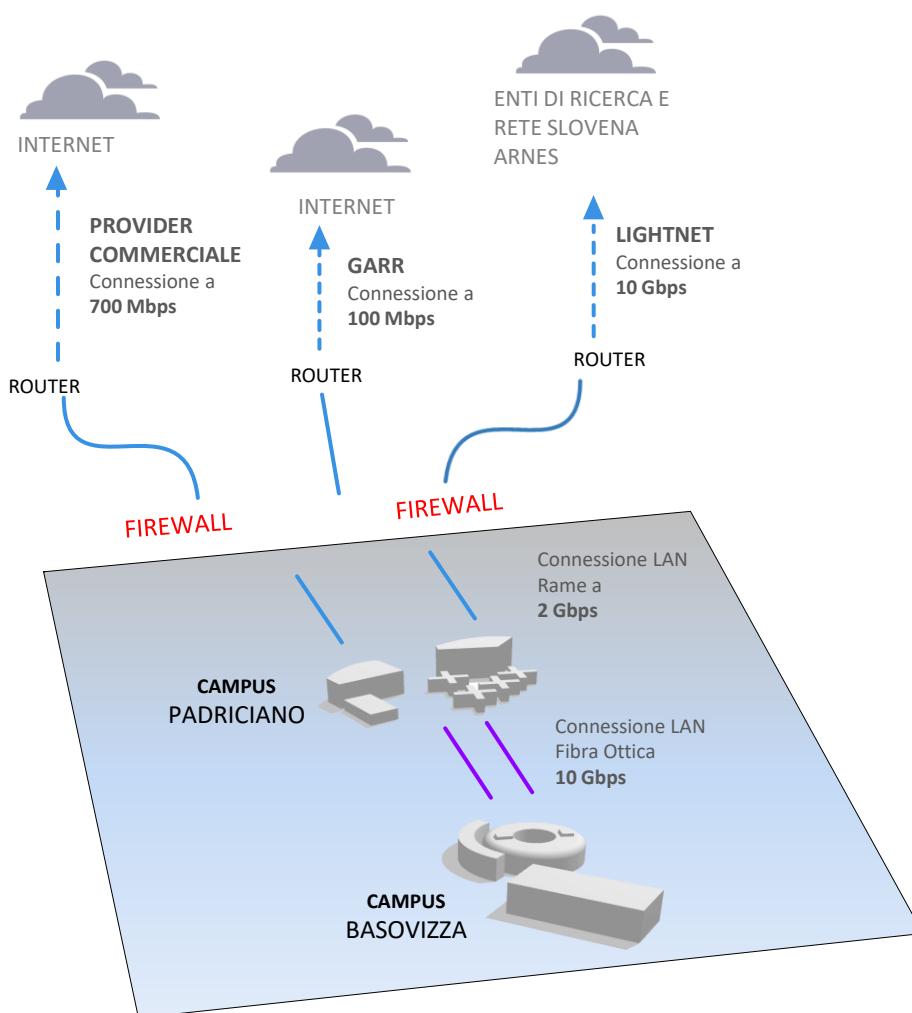 INTERNET
PROVIDER
COMMERCIALE
Connessione a
700 Mbps
ROUTER
INTERNET
GARR
Connessione a
100 Mbps
ROUTER
ENTI DI RICERCA E
RETE SLOVENA
ARNES
LIGHTNET
Connessione a
10 Gbps
ROUTER
FIREWALL
FIREWALL
Connessione LAN
Rame a
2 Gbps
CAMPUS
PADRICIANO
Connessione LAN
Fibra Ottica
10 Gbps
CAMPUS
BASOVIZZA